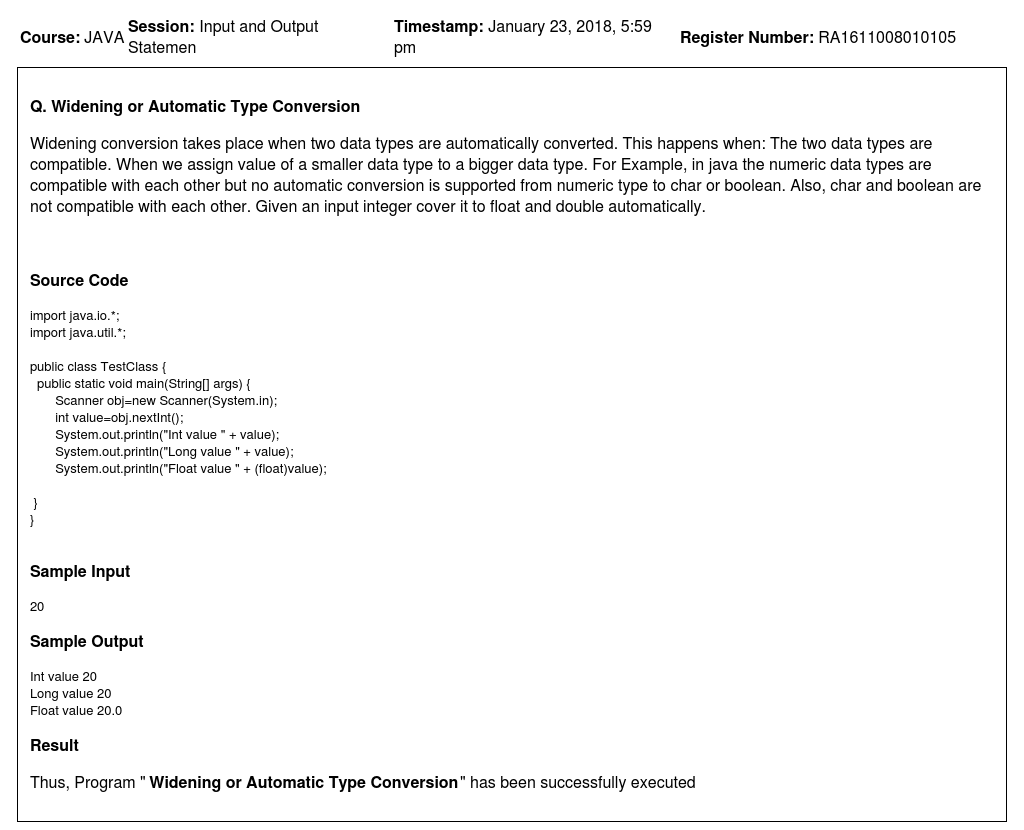 Course: JAVA Session: Input and Output Statemen Timestamp: January 23, 2018, 5:59 pm Register Number: RA1611008010105
Q. Widening or Automatic Type Conversion
Widening conversion takes place when two data types are automatically converted. This happens when: The two data types are
compatible. When we assign value of a smaller data type to a bigger data type. For Example, in java the numeric data types are
compatible with each other but no automatic conversion is supported from numeric type to char or boolean. Also, char and boolean are
not compatible with each other. Given an input integer cover it to float and double automatically.
Source Code
import java.io.*;
import java.util.*;
public class TestClass {
public static void main(String[] args) {
Scanner obj=new Scanner(System.in);
int value=obj.nextInt();
System.out.println("Int value " + value);
System.out.println("Long value " + value);
System.out.println("Float value " + (float)value);
}
}
Sample Input
20
Sample Output
Int value 20
Long value 20
Float value 20.0
Result
Thus, Program " Widening or Automatic Type Conversion" has been successfully executed